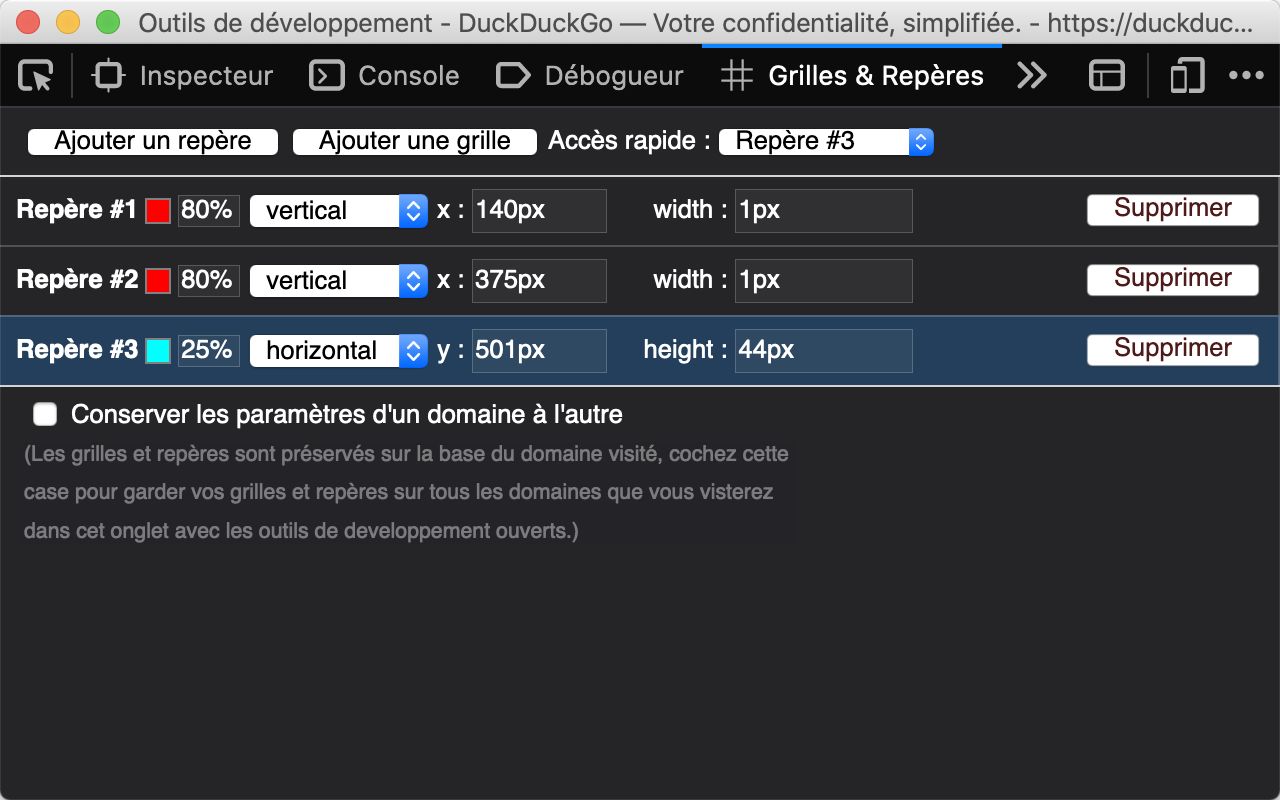 Outils de développement - DuckDuckGo — Votre confidentialité, simplifiée. - https://duckduc...
Inspecteur Console Débogueur Grilles & Repères
Ajouter un repère Ajouter une grille Accès rapide : Repère #3
Repère #1 80% vertical x : 140px width : 1px Supprimer
Repère #2 80% vertical x : 375px width : 1px Supprimer
Repère #3 25% horizontal y : 501px height : 44px Supprimer
Conserver les paramètres d'un domaine à l'autre
(Les grilles et repères sont préservés sur la base du domaine visité, cochez cette
case pour garder vos grilles et repères sur tous les domaines que vous visterez
dans cet onglet avec les outils de developpement ouverts.)